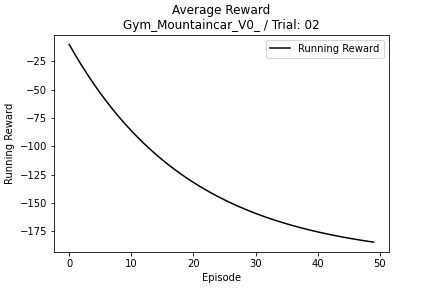 Average Reward
Gym_Mountaincar_V0_ / Trial: 02
Running Reward
Running Reward
−25
−50
−75
−100
−125
−150
−175
0 10 20 30 40 50
Episode